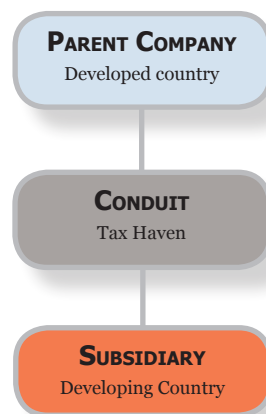 PARENT COMPANY
Developed country
CONDUIT
Tax Haven
SUBSIDIARY
Developing Country